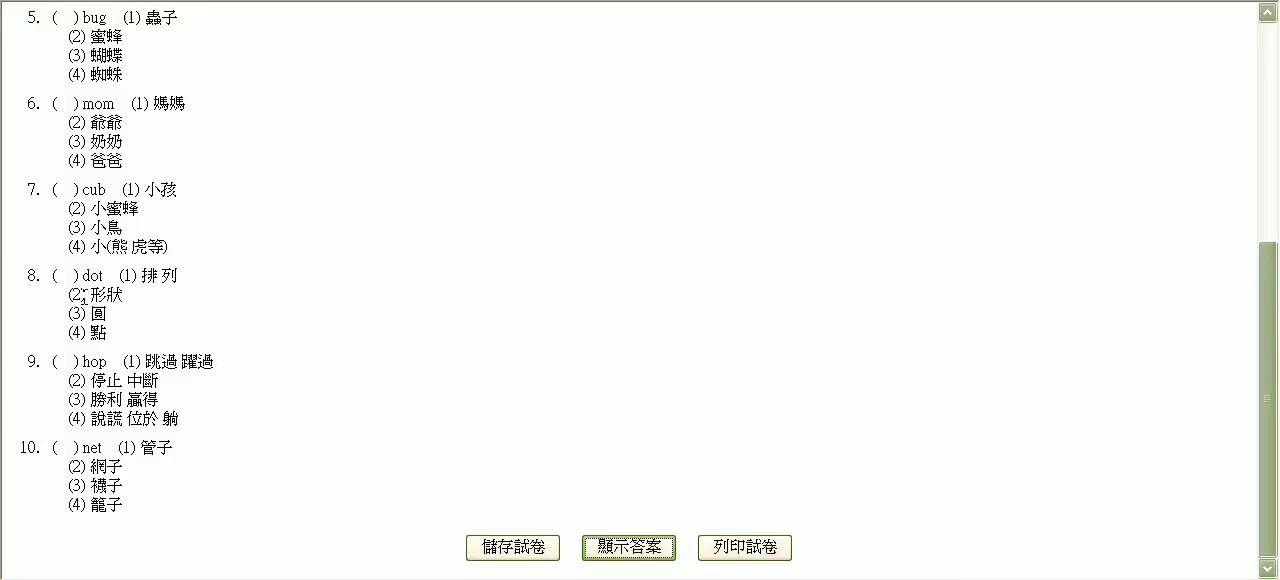 5. (　) bug　(1) 蟲子
(2) 蜜蜂
(3) 蝴蝶
(4) 蜘蛛
6. (　) mom　(1) 媽媽
(2) 爺爺
(3) 奶奶
(4) 爸爸
7. (　) cub　(1) 小孩
(2) 小蜜蜂
(3) 小鳥
(4) 小(熊 虎等)
8. (　) dot　(1) 排 列
(2) 形狀
(3) 圓
(4) 點
9. (　) hop　(1) 跳過 躍過
(2) 停止 中斷
(3) 勝利 贏得
(4) 說謊 位於 躺
10. (　) net　(1) 管子
(2) 網子
(3) 襪子
(4) 籠子
儲存試卷 顯示答案 列印試卷